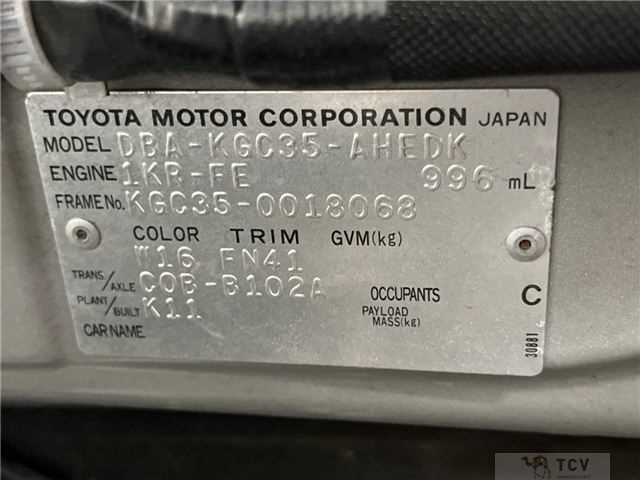 TOYOTA MOTOR CORPORATION JAPAN
MODEL DBA-KGC35-AHEDK
ENGINE 1KR-FE 996 mL
FRAME No. KGC35-0018068
COLOR TRIM GVM(kg)
W16 FN41
TRANS/AXLE C0B-B102A
OCCUPANTS C
PLANT/BUILT K11
PAYLOAD MASS(kg)
CAR NAME
30881
TCV